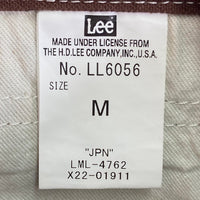 Lee
MADE UNDER LICENSE FROM
THE H.D.LEE COMPANY,INC.,U.S.A.
No. LL6056
SIZE
M
"JPN"
LML-4762
X22-01911